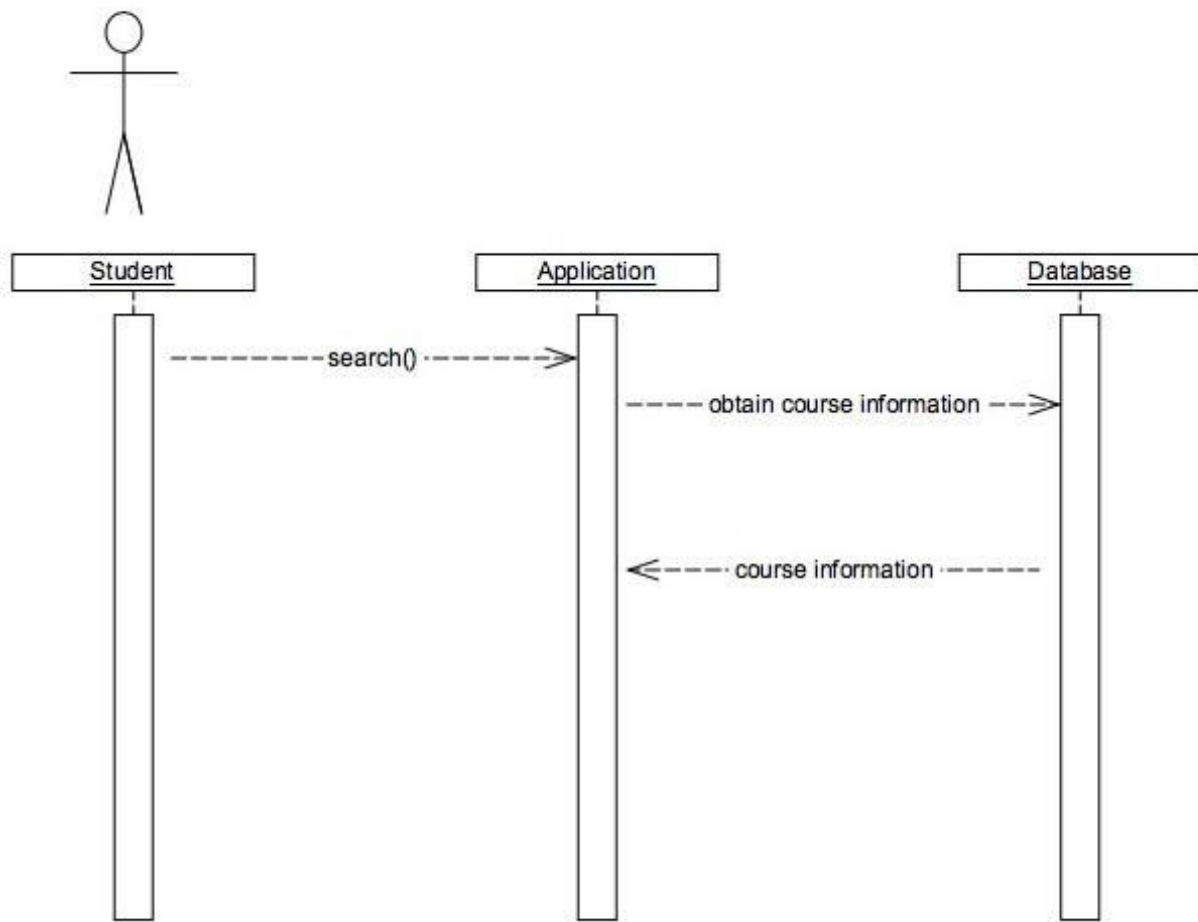 Student
Application
Database
search()
obtain course information
course information